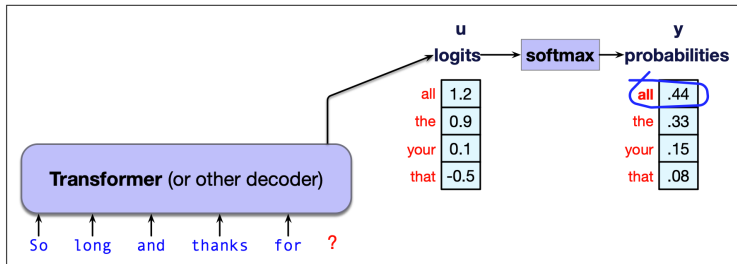 u
logits
softmax
y
probabilities
all 1.2
the 0.9
your 0.1
that -0.5
all .44
the .33
your .15
that .08
Transformer (or other decoder)
So long and thanks for ?